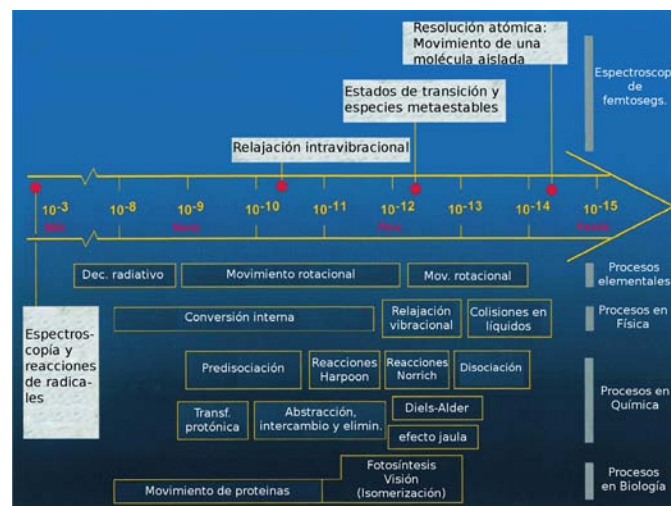 Resolución atómica:
Movimiento de una
molécula aislada
Espectroscop
de
femtosegs.
Estados de transición y
especies metaestables
Relajación intravibracional
10-3 10-8 10-9 10-10 10-11 10-12 10-13 10-14 10-15
Dec. radiativo
Movimiento rotacional
Mov. rotacional
Procesos
elementales
Conversión interna
Relajación
vibracional
Colisiones en
líquidos
Procesos en
Física
Espectros-
copía y
reacciones
de radica-
les
Predisociación
Reacciones
Harpoon
Reacciones
Norrich
Disociación
Procesos en
Química
Transf.
protónica
Abstracción,
intercambio y elimin.
Diels-Alder
efecto jaula
Fotosíntesis
Visión
(Isomerización)
Movimiento de proteinas
Procesos
en Biología